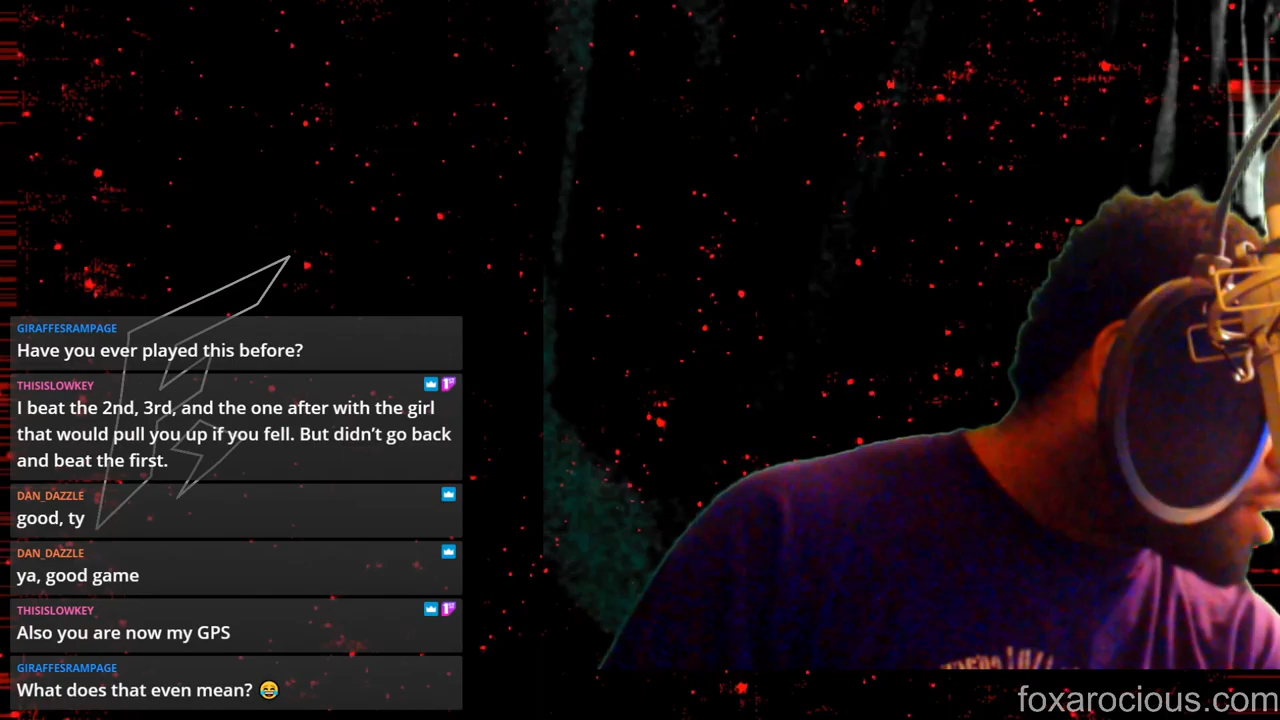 GIRAFFESRAMPAGE
Have you ever played this before?
THISISLOWKEY
I beat the 2nd, 3rd, and the one after with the girl
that would pull you up if you fell. But didn’t go back
and beat the first.
DAN_DAZZLE
good, ty
DAN_DAZZLE
ya, good game
THISISLOWKEY
Also you are now my GPS
GIRAFFESRAMPAGE
What does that even mean? 😂
foxarocious.com